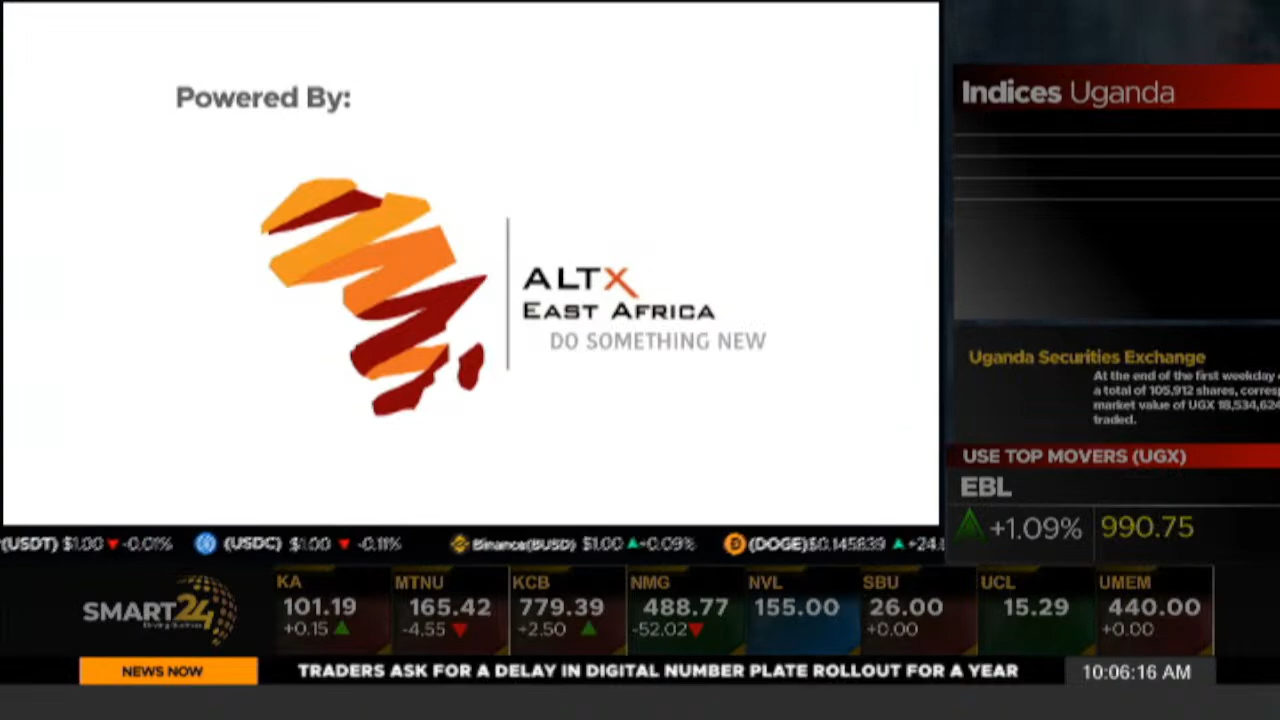 Powered By:
ALTX
EAST AFRICA
DO SOMETHING NEW
Indices Uganda
Uganda Securities Exchange
At the end of the first weekday
a total of 105,912 shares,
market value of UGX 18,534,624
traded.
USE TOP MOVERS (UGX)
EBL
+1.09% 990.75
(USDT) $1.00 -0.01% (USDC) $1.00 -0.11% Binance(BUSD) $1.00 +0.09% (DOGE) $0.145839
KA MTNU KCB NMG NVL SBU UCL UMEM
101.19 165.42 779.39 488.77 155.00 26.00 15.29 440.00
+0.15 -4.55 +2.50 -52.02 +0.00 +0.00
SMART24
NEWS NOW TRADERS ASK FOR A DELAY IN DIGITAL NUMBER PLATE ROLLOUT FOR A YEAR 10:06:16 AM